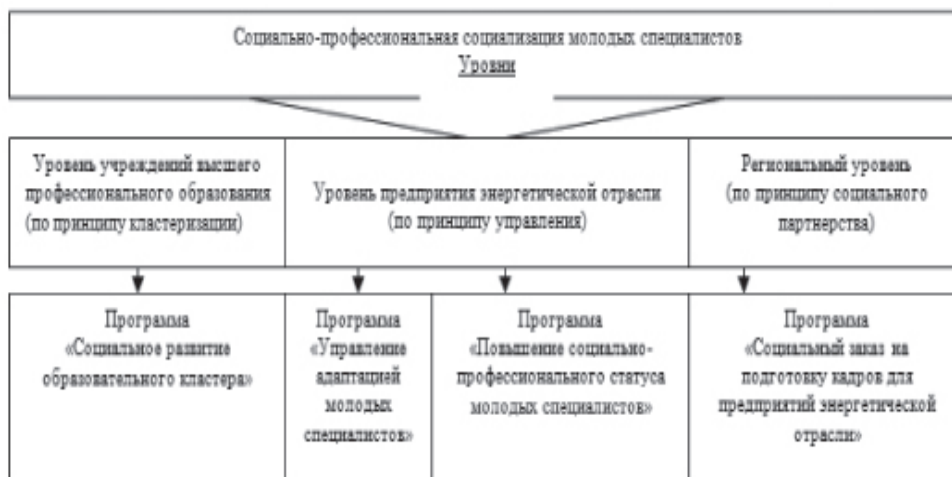 Социально-профессиональная социализация молодых специалистов
Уровни
Уровень учреждений высшего
профессионального образования
(по принципу кластеризации)
Уровень предприятия энергетической отрасли
(по принципу управления)
Региональный уровень
(по принципу социального
партнерства)
Программа
«Социальное развитие
образовательного кластера»
Программа
«Управление
адаптацией
молодых
специалистов»
Программа
«Повышение социально-
профессионального статуса
молодых специалистов»
Программа
«Социальный заказ на
подготовку кадров для
предприятий энергетической
отрасли»